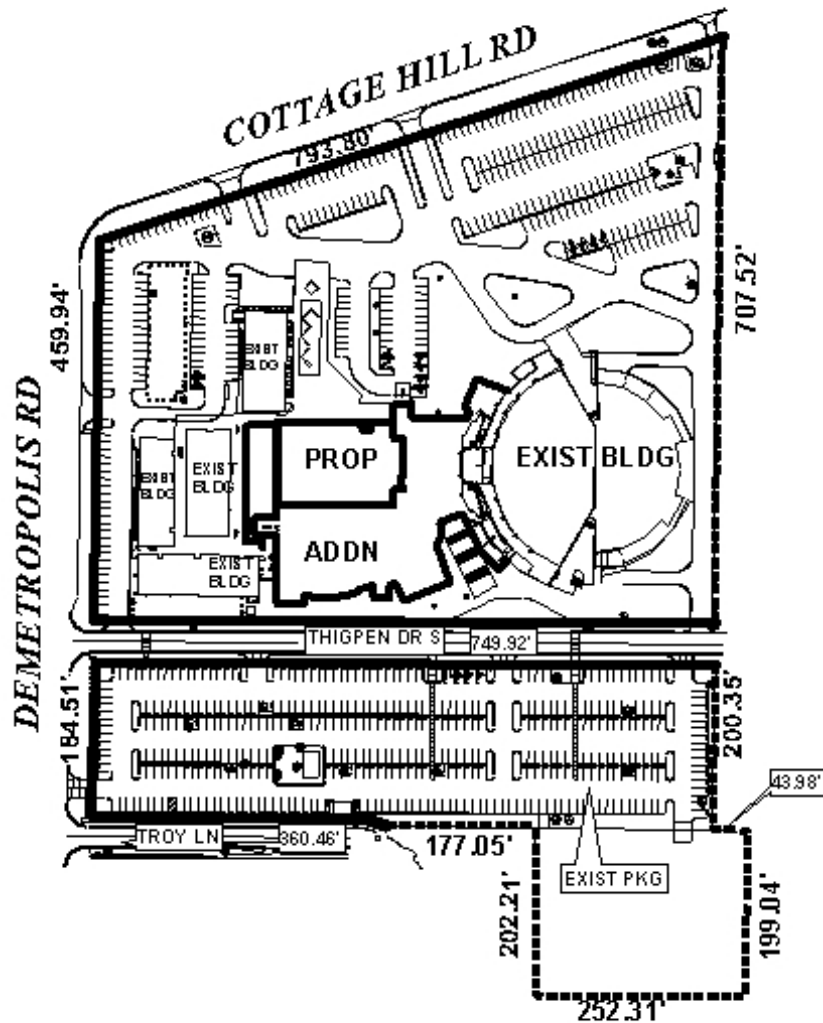 COTTAGE HILL RD
793.80'
459.94'
707.52'
DEMETROPOLIS RD
EXIST
BLDG
PROP
EXIST BLDG
EXIST
BLDG
EXIST
BLDG
ADDN
EXIST
BLDG
THIGPEN DR S
749.92'
184.51'
200.35'
43.98'
TROY LN
360.46'
177.05'
EXIST PKG
202.21'
199.04'
252.31'